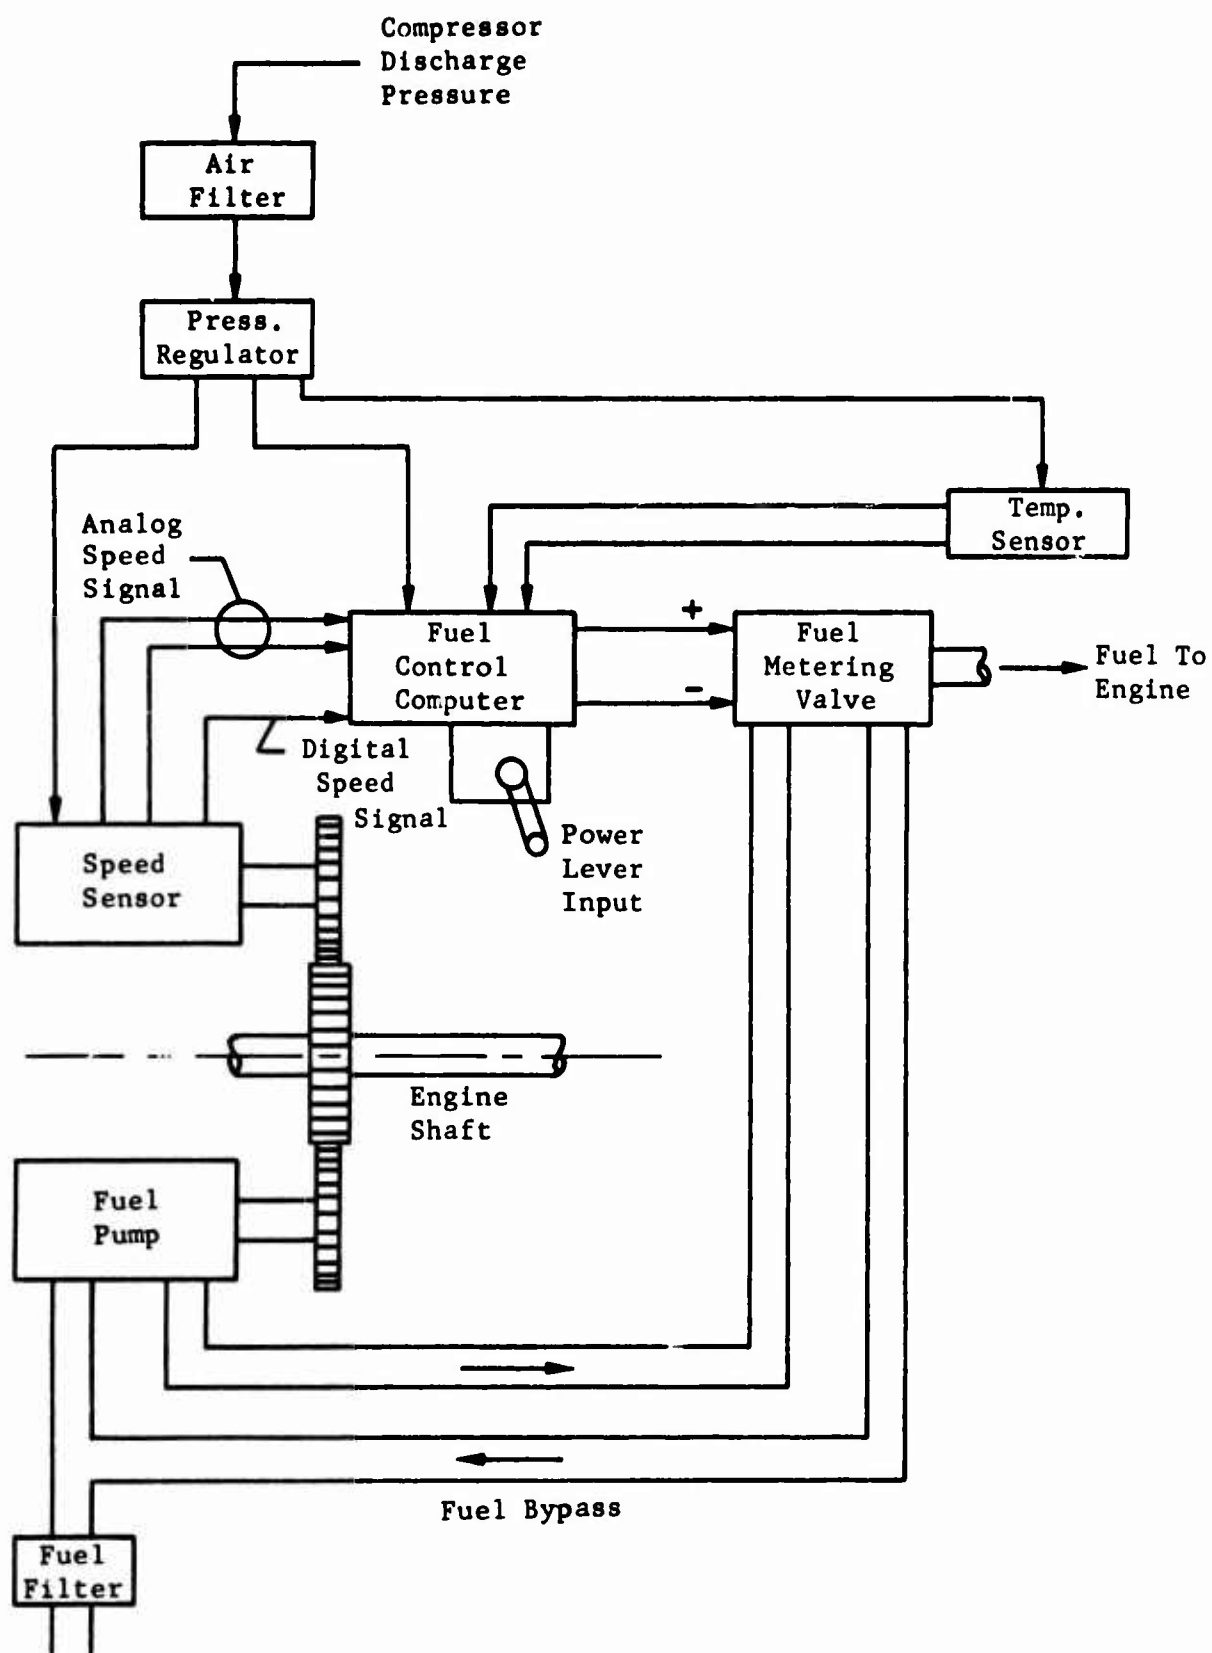 Compressor
Discharge
Pressure
Air
Filter
Press.
Regulator
Temp.
Sensor
Analog
Speed
Signal
+
Fuel
Control
Computer
-
Fuel
Metering
Valve
Fuel To
Engine
Digital
Speed
Signal
Power
Lever
Input
Speed
Sensor
Engine
Shaft
Fuel
Pump
Fuel Bypass
Fuel
Filter